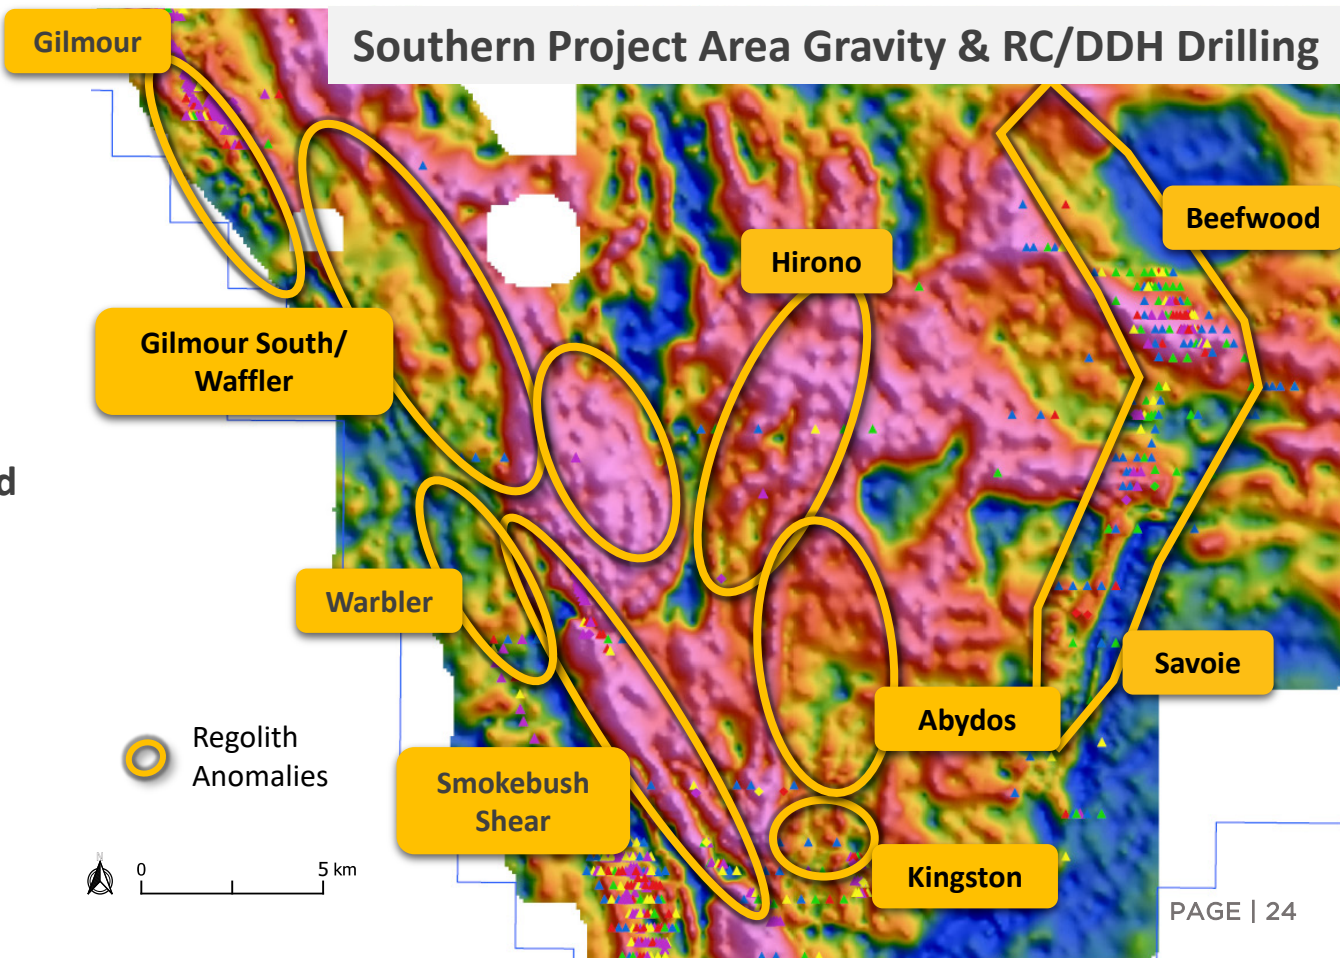 Southern Project Area Gravity & RC/DDH Drilling
Gilmour
Beefwood
Hirono
Gilmour South/
Waffler
d
Warbler
Savoie
Abydos
Regolith
Anomalies
Smokebush
Shear
Kingston
N
0 5 km
PAGE | 24